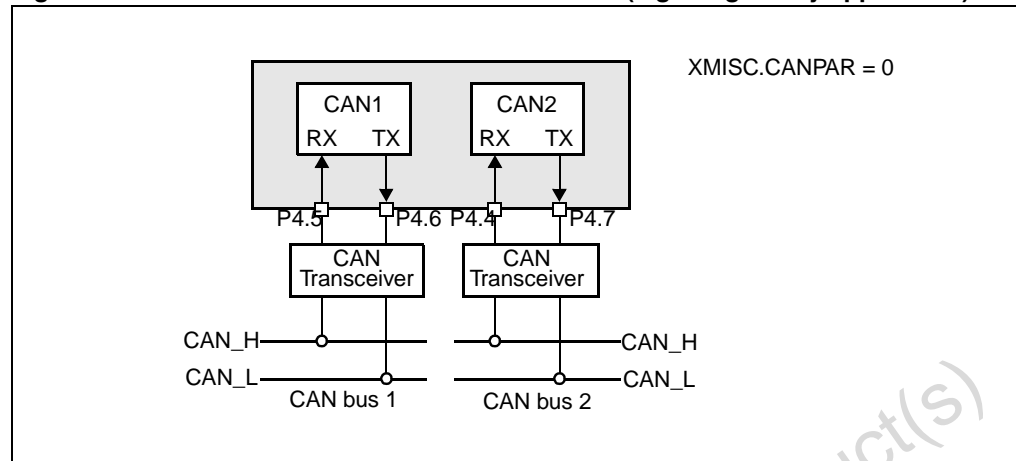 XMISC.CANPAR = 0
CAN1 CAN2
RX TX RX TX
P4.5 P4.6 P4.4 P4.7
CAN
Transceiver
CAN
Transceiver
CAN_H CAN_H
CAN_L CAN_L
CAN bus 1 CAN bus 2